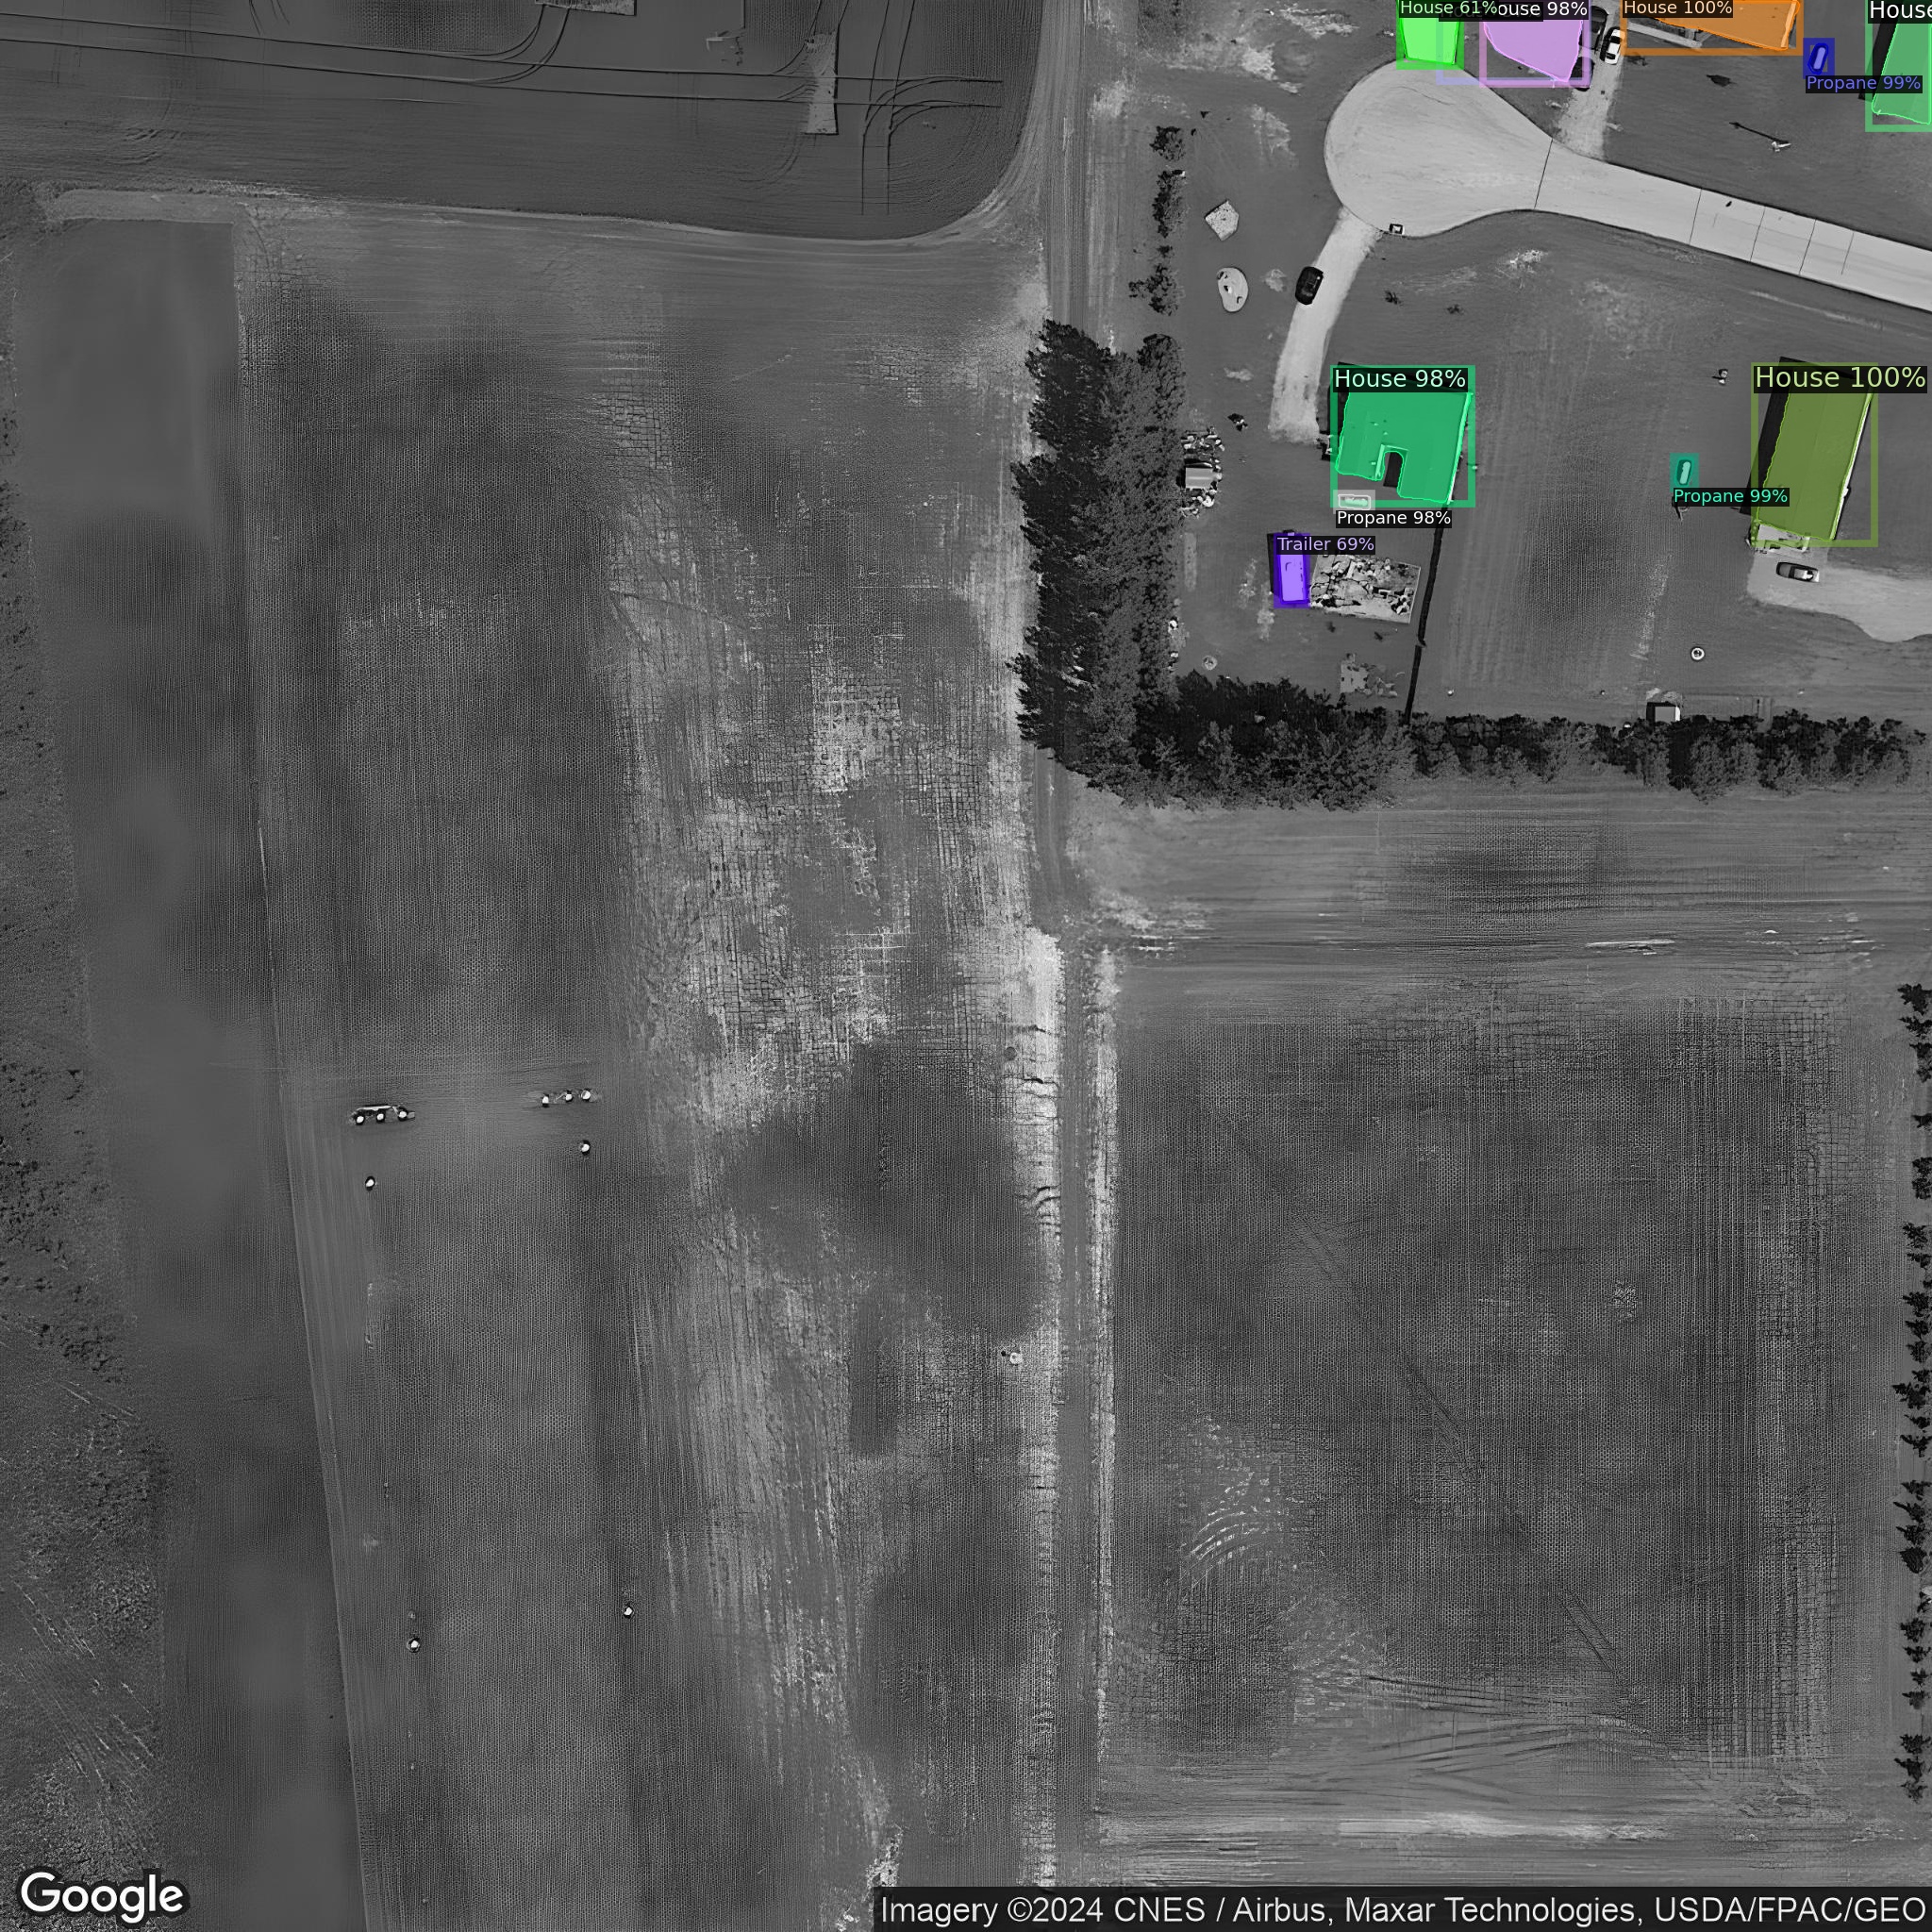 House 61%
ouse 98%
House 100%
House
Propane 99%
House 98%
House 100%
Propane 99%
Propane 98%
Trailer 69%
Google
Imagery ©2024 CNES / Airbus, Maxar Technologies, USDA/FPAC/GEO